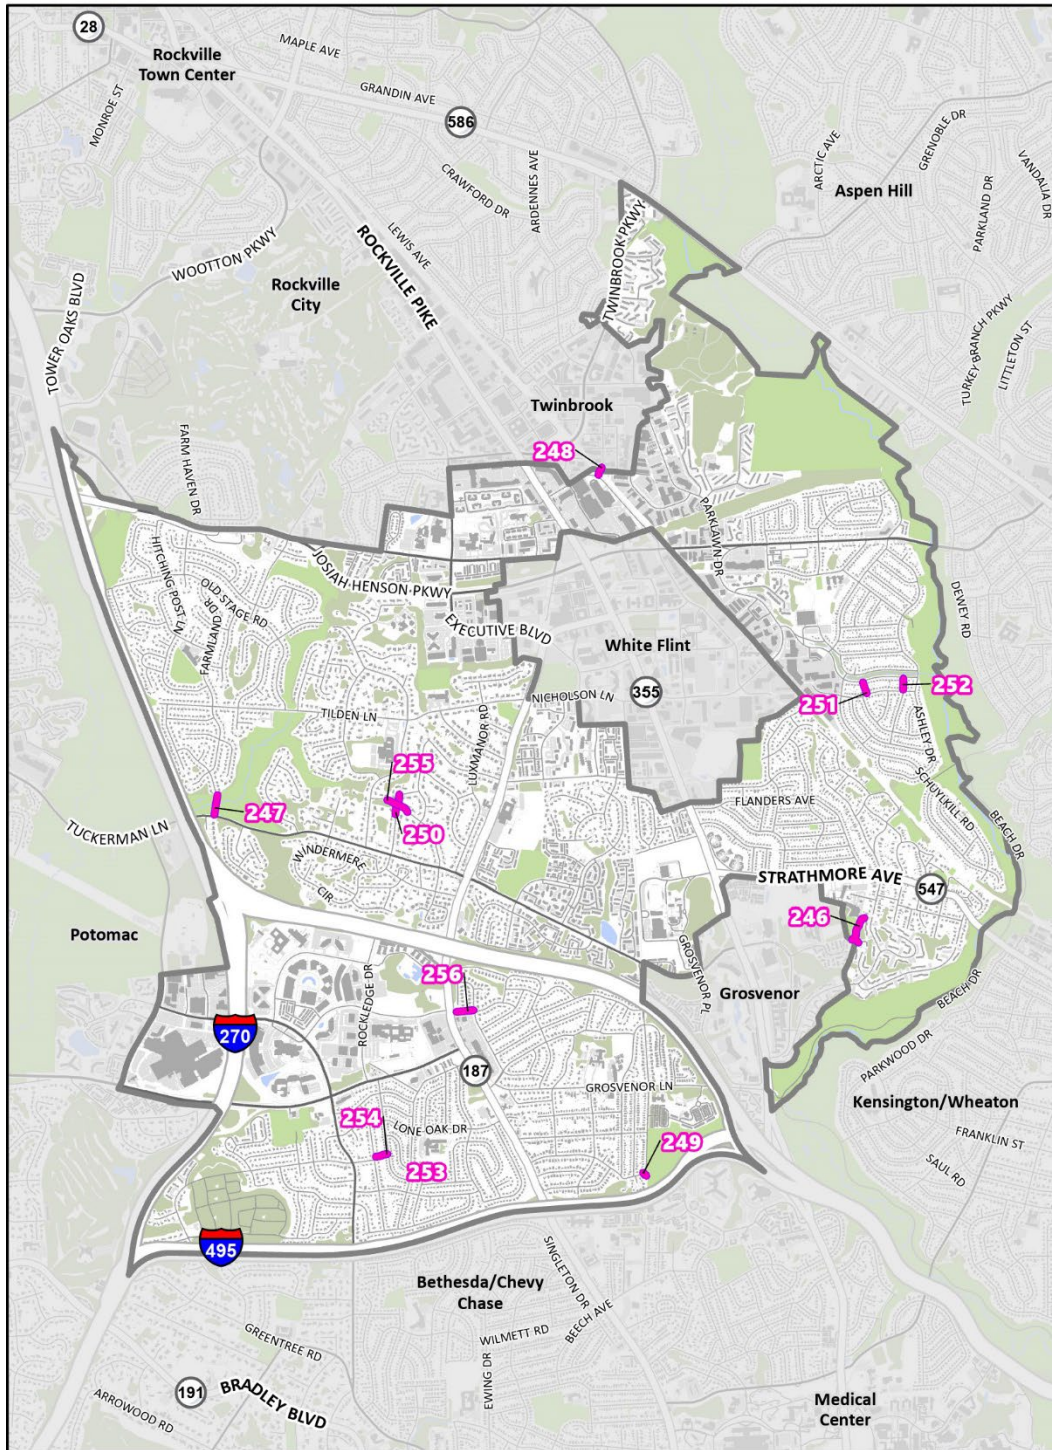 28
MAPLE AVE
Rockville
Town Center
GRANDIN AVE
MONROE ST
586
ARCTIC AVE
GRENOBLE DR
VANDALIA DR
CRAWFORD DR
ARDENNES AVE
Aspen Hill
PARKLAND DR
LEWIS AVE
TWINBROOK PKWY
WOOTTON PKWY
ROCKVILLE PIKE
Rockville
City
TOWER OAKS BLVD
TURKEY BRANCH PKWY
LITTLETON ST
Twinbrook
248
FARM HAVEN DR
PARKLAWN DR
HITCHING POST LN
JOSIAH HENSON PKWY
OLD STAGE RD
FARMLAND DR
EXECUTIVE BLVD
DEWEY RD
White Flint
355
NICHOLSON LN
251
252
TILDEN LN
LUXMANOR RD
ASHLEY DR
255
SCHUYLKILL RD
247
FLANDERS AVE
250
TUCKERMAN LN
BEACH DR
WINDERMERE
CIR
STRATHMORE AVE
547
246
Potomac
GROSVENOR PL
256
Grosvenor
BEACH DR
ROCKLEDGE DR
270
PARKWOOD DR
187
GROSVENOR LN
Kensington/Wheaton
254
LONE OAK DR
FRANKLIN ST
249
253
SAUL RD
495
SINGLETON DR
Bethesda/Chevy
Chase
BEECH AVE
GREENTREE RD
WILMETT RD
EWING DR
191
BRADLEY BLVD
ARROWOOD RD
Medical
Center